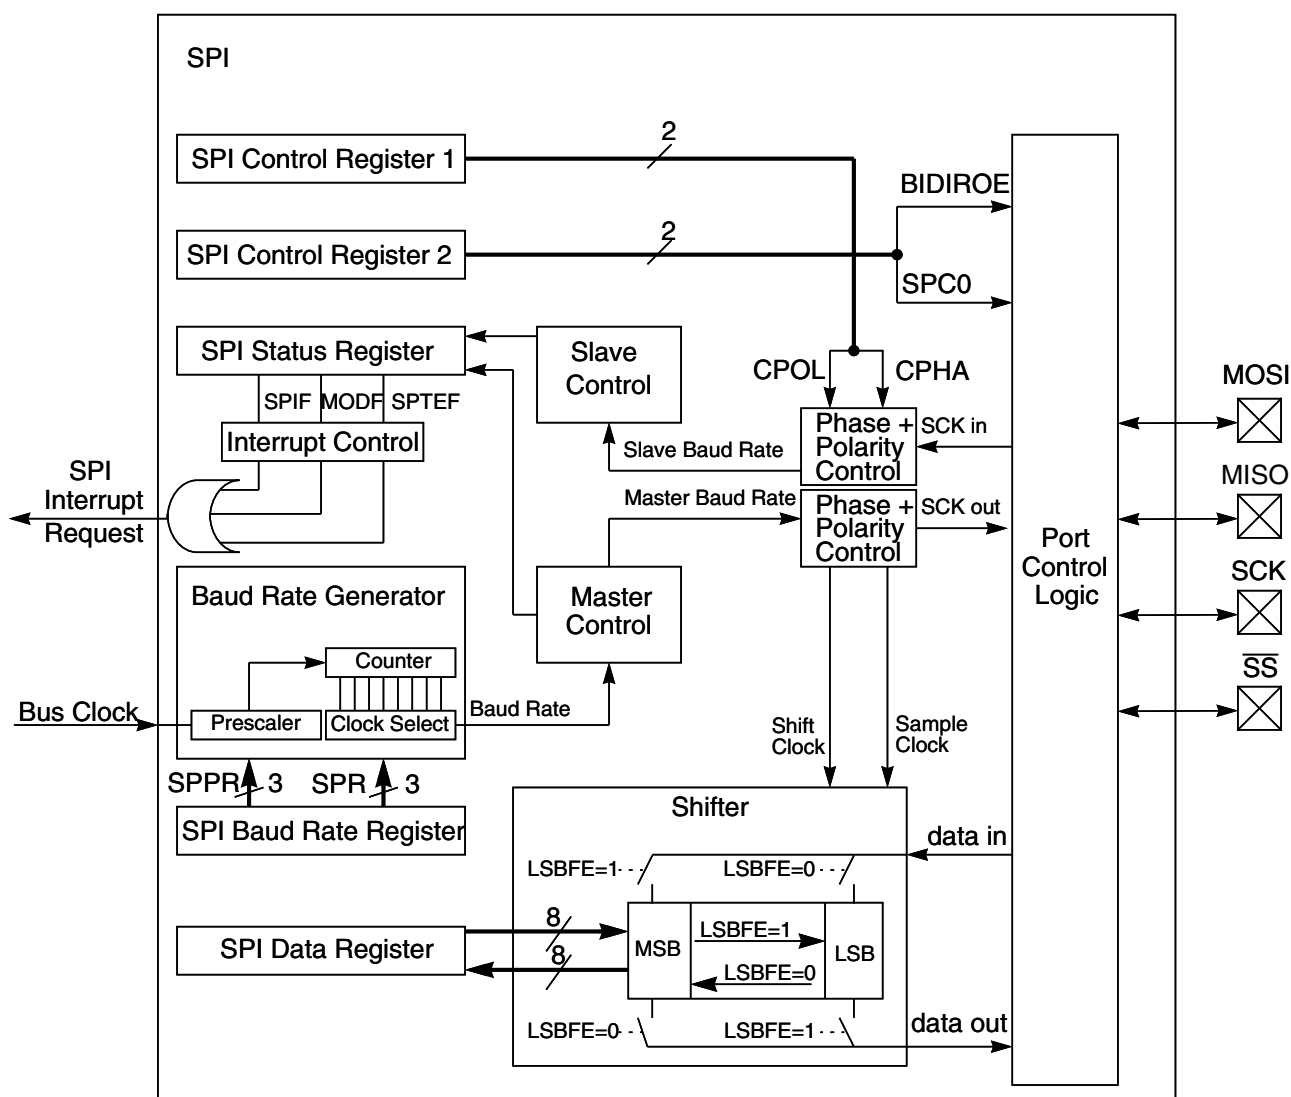 SPI
SPI Control Register 1
2
BIDIROE
SPI Control Register 2
2
SPC0
SPI Status Register
Slave
Control
CPOL
CPHA
MOSI
SPIF
MODF
SPTEF
Interrupt Control
Phase +
Polarity
Control
SCK in
Slave Baud Rate
SPI
Interrupt
Request
MISO
Master Baud Rate
Phase +
Polarity
Control
SCK out
Port
Control
Logic
SCK
Baud Rate Generator
Master
Control
Counter
SS
Bus Clock
Prescaler
Clock Select
Baud Rate
Shift
Clock
Sample
Clock
SPPR
3
SPR
3
SPI Baud Rate Register
Shifter
data in
LSBFE=1
LSBFE=0
8
SPI Data Register
8
MSB
LSBFE=1
LSBFE=0
LSB
LSBFE=0
LSBFE=1
data out